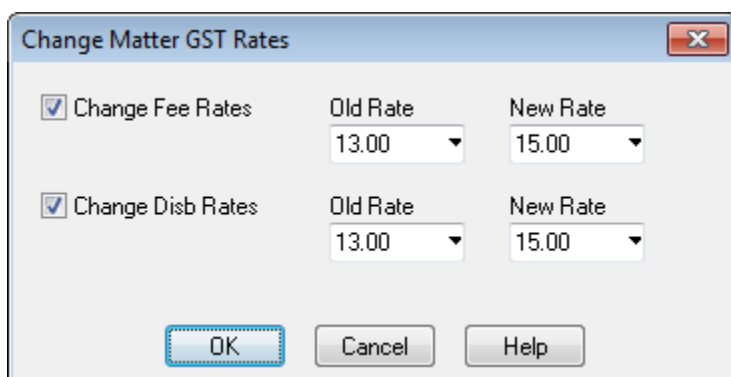 Change Matter GST Rates
Change Fee Rates Old Rate New Rate
13.00 15.00
Change Disb Rates Old Rate New Rate
13.00 15.00
OK Cancel Help